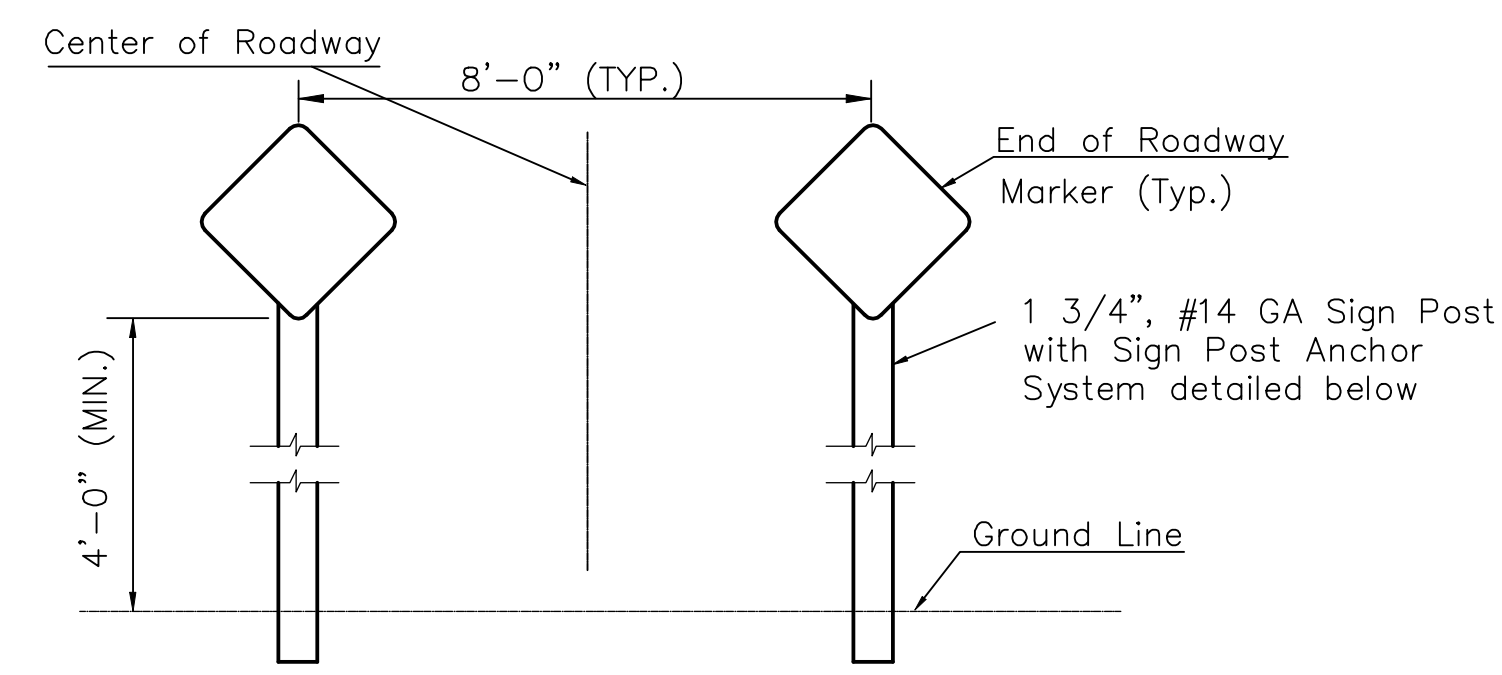 Center of Roadway
8'-0" (TYP.)
End of Roadway
Marker (Typ.)
1 3/4", #14 GA Sign Post
with Sign Post Anchor
System detailed below
4'-0" (MIN.)
Ground Line